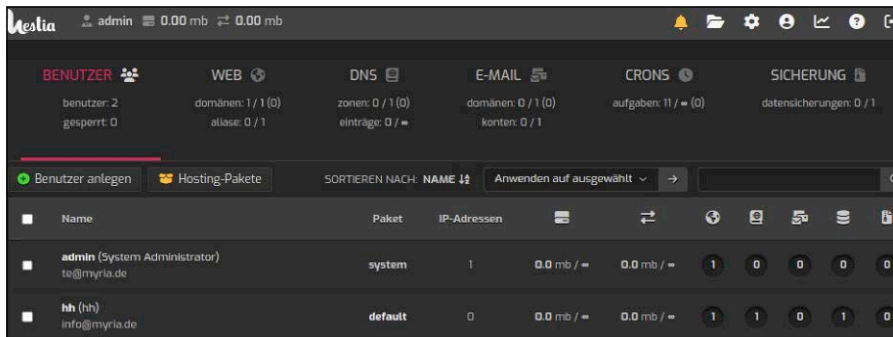 Hestia admin 0.00 mb 0.00 mb
BENUTZER WEB DNS E-MAIL CRONS SICHERUNG
benutzer: 2 domänen: 1 / 1 (0) zonen: 0 / 1 (0) domänen: 0 / 1 (0) aufgaben: 11 / ∞ (0) datensicherungen: 0 / 1
gesperrt: 0 aliase: 0 / 1 einträge: 0 / ∞ konten: 0 / 1
Benutzer anlegen Hosting-Pakete SORTIEREN NACH: NAME Anwenden auf ausgewählt
Name Paket IP-Adressen
admin (System Administrator)
te@myria.de system 1 0.0 mb / ∞ 0.0 mb / ∞ 1 0 0 0 0
hh (hh)
info@myria.de default 0 0.0 mb / ∞ 0.0 mb / ∞ 1 1 0 1 0